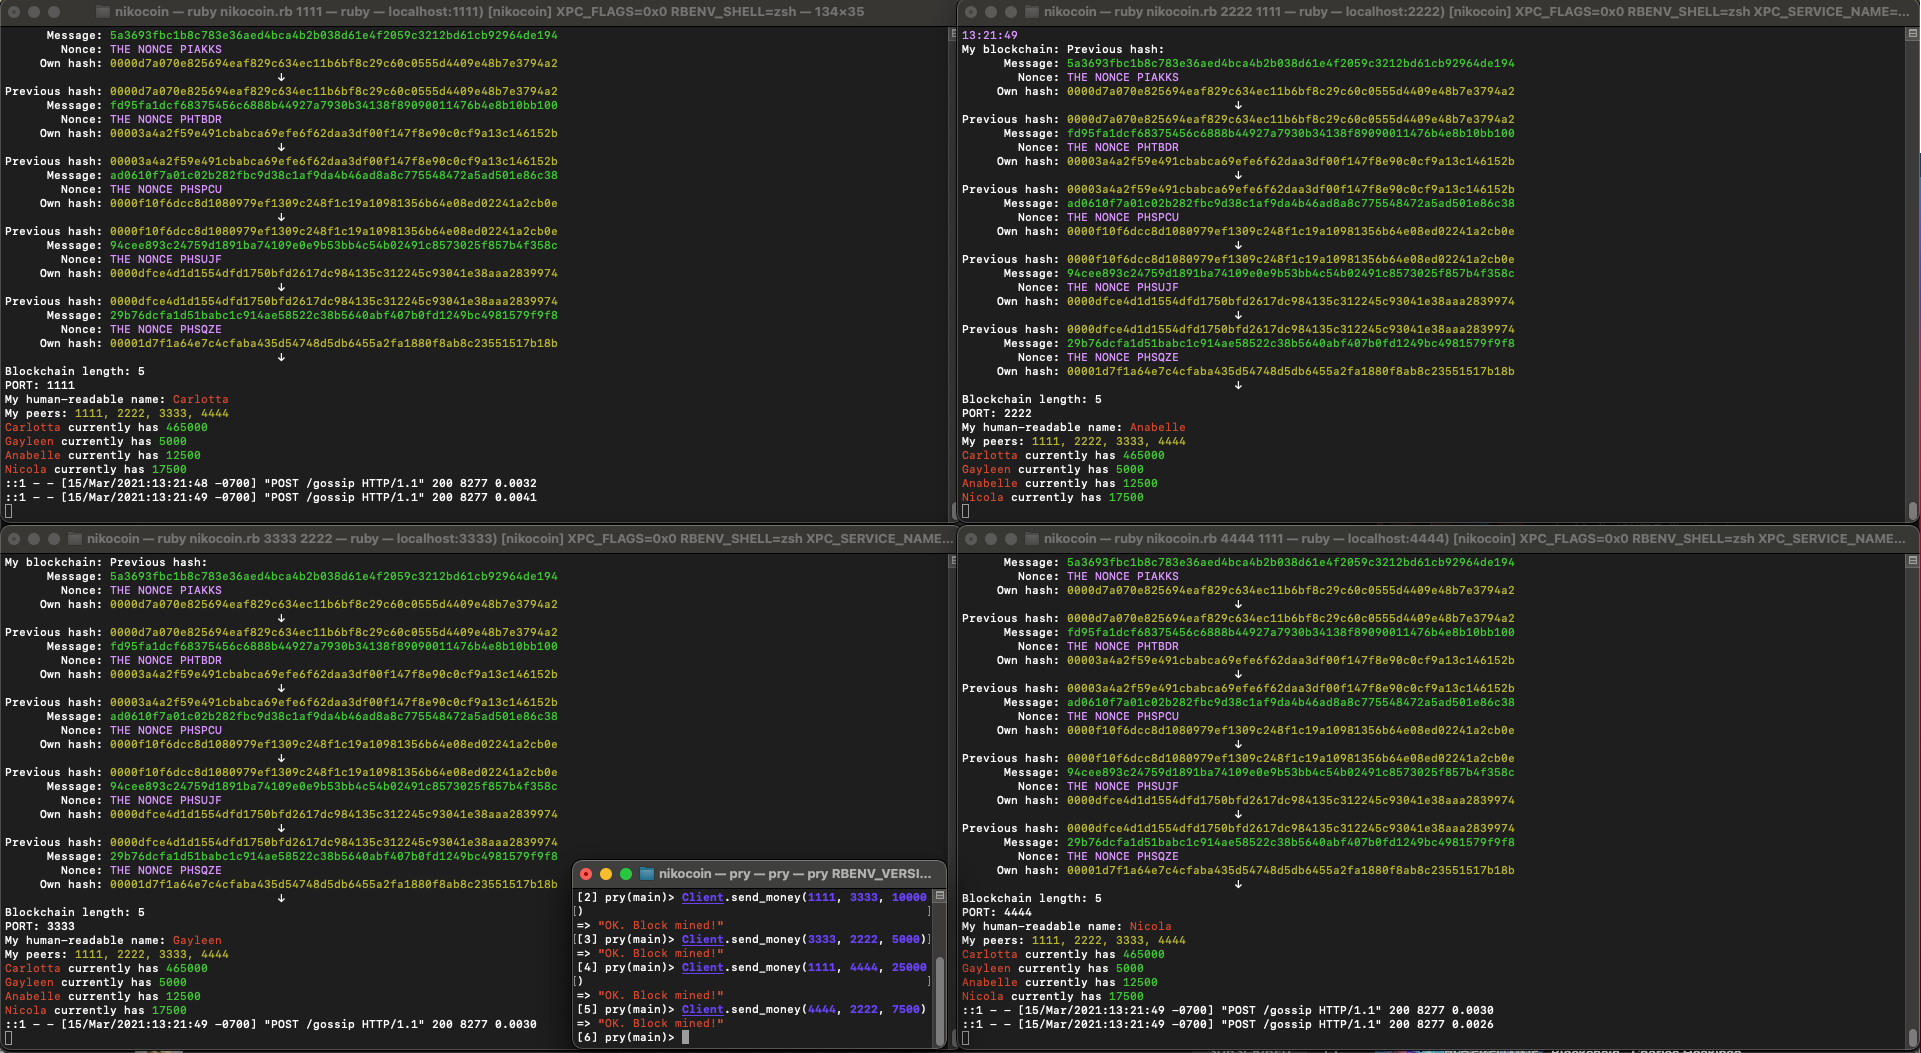 nikocoin — ruby nikocoin.rb 1111 — ruby — localhost:1111) [nikocoin] XPC_FLAGS=0x0 RBENV_SHELL=zsh — 134×35
Message: 5a3693fbc1b8c783e36aed4bca4b2b038d61e4f2059c3212bd61cb92964de194
Nonce: THE NONCE PIAKKS
Own hash: 0000d7a070e825694eaf829c634ec11b6bf8c29c60c0555d4409e48b7e3794a2
↓
Previous hash: 0000d7a070e825694eaf829c634ec11b6bf8c29c60c0555d4409e48b7e3794a2
Message: fd95fa1dcf68375456c6888b44927a7930b34138f89090011476b4e8b10bb100
Nonce: THE NONCE PHTBDR
Own hash: 00003a4a2f59e491cbabca69efe6f62daa3df00f147f8e90c0cf9a13c146152b
↓
Previous hash: 00003a4a2f59e491cbabca69efe6f62daa3df00f147f8e90c0cf9a13c146152b
Message: ad0610f7a01c02b282fbc9d38c1af9da4b46ad8a8c775548472a5ad501e86c38
Nonce: THE NONCE PHSPCU
Own hash: 0000f10f6dcc8d1080979ef1309c248f1c19a10981356b64e08ed02241a2cb0e
↓
Previous hash: 0000f10f6dcc8d1080979ef1309c248f1c19a10981356b64e08ed02241a2cb0e
Message: 94cee893c24759d1891ba74109e0e9b53bb4c54b02491c8573025f857b4f358c
Nonce: THE NONCE PHSUJF
Own hash: 0000dfce4d1d1554dfd1750bfd2617dc984135c312245c93041e38aaa2839974
↓
Previous hash: 0000dfce4d1d1554dfd1750bfd2617dc984135c312245c93041e38aaa2839974
Message: 29b76dcfa1d51babc1c914ae58522c38b5640abf407b0fd1249bc4981579f9f8
Nonce: THE NONCE PHSQZE
Own hash: 00001d7f1a64e7c4cfaba435d54748d5db6455a2fa1880f8ab8c23551517b18b
↓
Blockchain length: 5
PORT: 1111
My human-readable name: Carlotta
My peers: 1111, 2222, 3333, 4444
Carlotta currently has 465000
Gayleen currently has 5000
Anabelle currently has 12500
Nicola currently has 17500
::1 - - [15/Mar/2021:13:21:48 -0700] "POST /gossip HTTP/1.1" 200 8277 0.0032
::1 - - [15/Mar/2021:13:21:49 -0700] "POST /gossip HTTP/1.1" 200 8277 0.0041
nikocoin — ruby nikocoin.rb 2222 1111 — ruby — localhost:2222) [nikocoin] XPC_FLAGS=0x0 RBENV_SHELL=zsh XPC_SERVICE_NAME=...
13:21:49
My blockchain: Previous hash:
Message: 5a3693fbc1b8c783e36aed4bca4b2b038d61e4f2059c3212bd61cb92964de194
Nonce: THE NONCE PIAKKS
Own hash: 0000d7a070e825694eaf829c634ec11b6bf8c29c60c0555d4409e48b7e3794a2
↓
Previous hash: 0000d7a070e825694eaf829c634ec11b6bf8c29c60c0555d4409e48b7e3794a2
Message: fd95fa1dcf68375456c6888b44927a7930b34138f89090011476b4e8b10bb100
Nonce: THE NONCE PHTBDR
Own hash: 00003a4a2f59e491cbabca69efe6f62daa3df00f147f8e90c0cf9a13c146152b
↓
Previous hash: 00003a4a2f59e491cbabca69efe6f62daa3df00f147f8e90c0cf9a13c146152b
Message: ad0610f7a01c02b282fbc9d38c1af9da4b46ad8a8c775548472a5ad501e86c38
Nonce: THE NONCE PHSPCU
Own hash: 0000f10f6dcc8d1080979ef1309c248f1c19a10981356b64e08ed02241a2cb0e
↓
Previous hash: 0000f10f6dcc8d1080979ef1309c248f1c19a10981356b64e08ed02241a2cb0e
Message: 94cee893c24759d1891ba74109e0e9b53bb4c54b02491c8573025f857b4f358c
Nonce: THE NONCE PHSUJF
Own hash: 0000dfce4d1d1554dfd1750bfd2617dc984135c312245c93041e38aaa2839974
↓
Previous hash: 0000dfce4d1d1554dfd1750bfd2617dc984135c312245c93041e38aaa2839974
Message: 29b76dcfa1d51babc1c914ae58522c38b5640abf407b0fd1249bc4981579f9f8
Nonce: THE NONCE PHSQZE
Own hash: 00001d7f1a64e7c4cfaba435d54748d5db6455a2fa1880f8ab8c23551517b18b
↓
Blockchain length: 5
PORT: 2222
My human-readable name: Anabelle
My peers: 1111, 2222, 3333, 4444
Carlotta currently has 465000
Gayleen currently has 5000
Anabelle currently has 12500
Nicola currently has 17500
nikocoin — ruby nikocoin.rb 3333 2222 — ruby — localhost:3333) [nikocoin] XPC_FLAGS=0x0 RBENV_SHELL=zsh XPC_SERVICE_NAME...
My blockchain: Previous hash:
Message: 5a3693fbc1b8c783e36aed4bca4b2b038d61e4f2059c3212bd61cb92964de194
Nonce: THE NONCE PIAKKS
Own hash: 0000d7a070e825694eaf829c634ec11b6bf8c29c60c0555d4409e48b7e3794a2
↓
Previous hash: 0000d7a070e825694eaf829c634ec11b6bf8c29c60c0555d4409e48b7e3794a2
Message: fd95fa1dcf68375456c6888b44927a7930b34138f89090011476b4e8b10bb100
Nonce: THE NONCE PHTBDR
Own hash: 00003a4a2f59e491cbabca69efe6f62daa3df00f147f8e90c0cf9a13c146152b
↓
Previous hash: 00003a4a2f59e491cbabca69efe6f62daa3df00f147f8e90c0cf9a13c146152b
Message: ad0610f7a01c02b282fbc9d38c1af9da4b46ad8a8c775548472a5ad501e86c38
Nonce: THE NONCE PHSPCU
Own hash: 0000f10f6dcc8d1080979ef1309c248f1c19a10981356b64e08ed02241a2cb0e
↓
Previous hash: 0000f10f6dcc8d1080979ef1309c248f1c19a10981356b64e08ed02241a2cb0e
Message: 94cee893c24759d1891ba74109e0e9b53bb4c54b02491c8573025f857b4f358c
Nonce: THE NONCE PHSUJF
Own hash: 0000dfce4d1d1554dfd1750bfd2617dc984135c312245c93041e38aaa2839974
↓
Previous hash: 0000dfce4d1d1554dfd1750bfd2617dc984135c312245c93041e38aaa2839974
Message: 29b76dcfa1d51babc1c914ae58522c38b5640abf407b0fd1249bc4981579f9f8
Nonce: THE NONCE PHSQZE
Own hash: 00001d7f1a64e7c4cfaba435d54748d5db6455a2fa1880f8ab8c23551517b18b
↓
Blockchain length: 5
PORT: 3333
My human-readable name: Gayleen
My peers: 1111, 2222, 3333, 4444
Carlotta currently has 465000
Gayleen currently has 5000
Anabelle currently has 12500
Nicola currently has 17500
::1 - - [15/Mar/2021:13:21:49 -0700] "POST /gossip HTTP/1.1" 200 8277 0.0030
nikocoin — pry — pry — pry RBENV_VERSI...
[2] pry(main)> Client.send_money(1111, 3333, 10000
)
=> "OK. Block mined!"
[3] pry(main)> Client.send_money(3333, 2222, 5000)
=> "OK. Block mined!"
[4] pry(main)> Client.send_money(1111, 4444, 25000
)
=> "OK. Block mined!"
[5] pry(main)> Client.send_money(4444, 2222, 7500)
=> "OK. Block mined!"
[6] pry(main)>
nikocoin — ruby nikocoin.rb 4444 1111 — ruby — localhost:4444) [nikocoin] XPC_FLAGS=0x0 RBENV_SHELL=zsh XPC_SERVICE_NAME...
Message: 5a3693fbc1b8c783e36aed4bca4b2b038d61e4f2059c3212bd61cb92964de194
Nonce: THE NONCE PIAKKS
Own hash: 0000d7a070e825694eaf829c634ec11b6bf8c29c60c0555d4409e48b7e3794a2
↓
Previous hash: 0000d7a070e825694eaf829c634ec11b6bf8c29c60c0555d4409e48b7e3794a2
Message: fd95fa1dcf68375456c6888b44927a7930b34138f89090011476b4e8b10bb100
Nonce: THE NONCE PHTBDR
Own hash: 00003a4a2f59e491cbabca69efe6f62daa3df00f147f8e90c0cf9a13c146152b
↓
Previous hash: 00003a4a2f59e491cbabca69efe6f62daa3df00f147f8e90c0cf9a13c146152b
Message: ad0610f7a01c02b282fbc9d38c1af9da4b46ad8a8c775548472a5ad501e86c38
Nonce: THE NONCE PHSPCU
Own hash: 0000f10f6dcc8d1080979ef1309c248f1c19a10981356b64e08ed02241a2cb0e
↓
Previous hash: 0000f10f6dcc8d1080979ef1309c248f1c19a10981356b64e08ed02241a2cb0e
Message: 94cee893c24759d1891ba74109e0e9b53bb4c54b02491c8573025f857b4f358c
Nonce: THE NONCE PHSUJF
Own hash: 0000dfce4d1d1554dfd1750bfd2617dc984135c312245c93041e38aaa2839974
↓
Previous hash: 0000dfce4d1d1554dfd1750bfd2617dc984135c312245c93041e38aaa2839974
Message: 29b76dcfa1d51babc1c914ae58522c38b5640abf407b0fd1249bc4981579f9f8
Nonce: THE NONCE PHSQZE
Own hash: 00001d7f1a64e7c4cfaba435d54748d5db6455a2fa1880f8ab8c23551517b18b
↓
Blockchain length: 5
PORT: 4444
My human-readable name: Nicola
My peers: 1111, 2222, 3333, 4444
Carlotta currently has 465000
Gayleen currently has 5000
Anabelle currently has 12500
Nicola currently has 17500
::1 - - [15/Mar/2021:13:21:49 -0700] "POST /gossip HTTP/1.1" 200 8277 0.0030
::1 - - [15/Mar/2021:13:21:49 -0700] "POST /gossip HTTP/1.1" 200 8277 0.0026